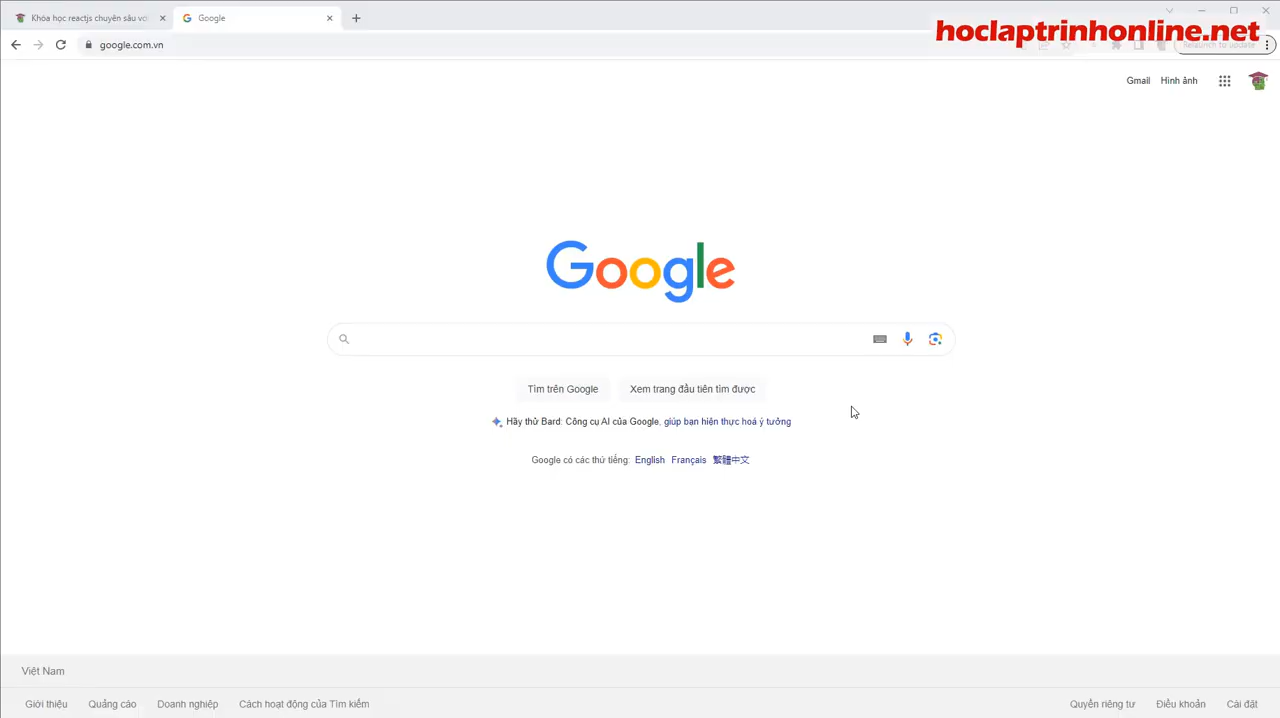 Khóa học reactjs chuyên sâu với
Google
hoclaptrinhonline.net
google.com.vn
Relaunch to update
Gmail Hình ảnh
Google
Tìm trên Google
Xem trang đầu tiên tìm được
Hãy thử Bard: Công cụ AI của Google, giúp bạn hiện thực hoá ý tưởng
Google có các thứ tiếng: English Français 繁體中文
Việt Nam
Giới thiệu Quảng cáo Doanh nghiệp Cách hoạt động của Tìm kiếm
Quyền riêng tư Điều khoản Cài đặt